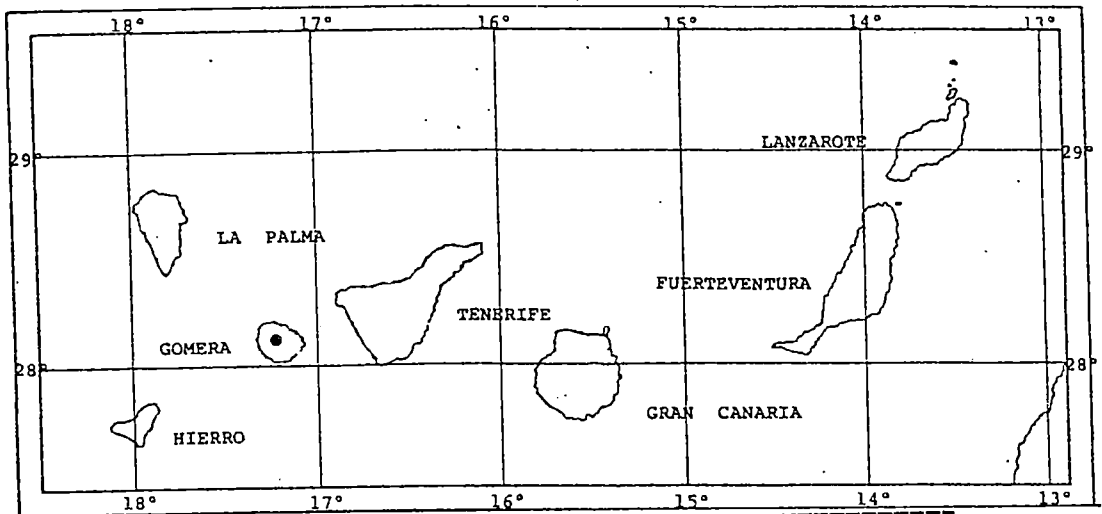 18° 17° 16° 15° 14° 13°
LANZAROTE
29° 29°
LA PALMA
FUERTEVENTURA
TENERIFE
GOMERA
28° 28°
GRAN CANARIA
HIERRO
18° 17° 16° 15° 14° 13°